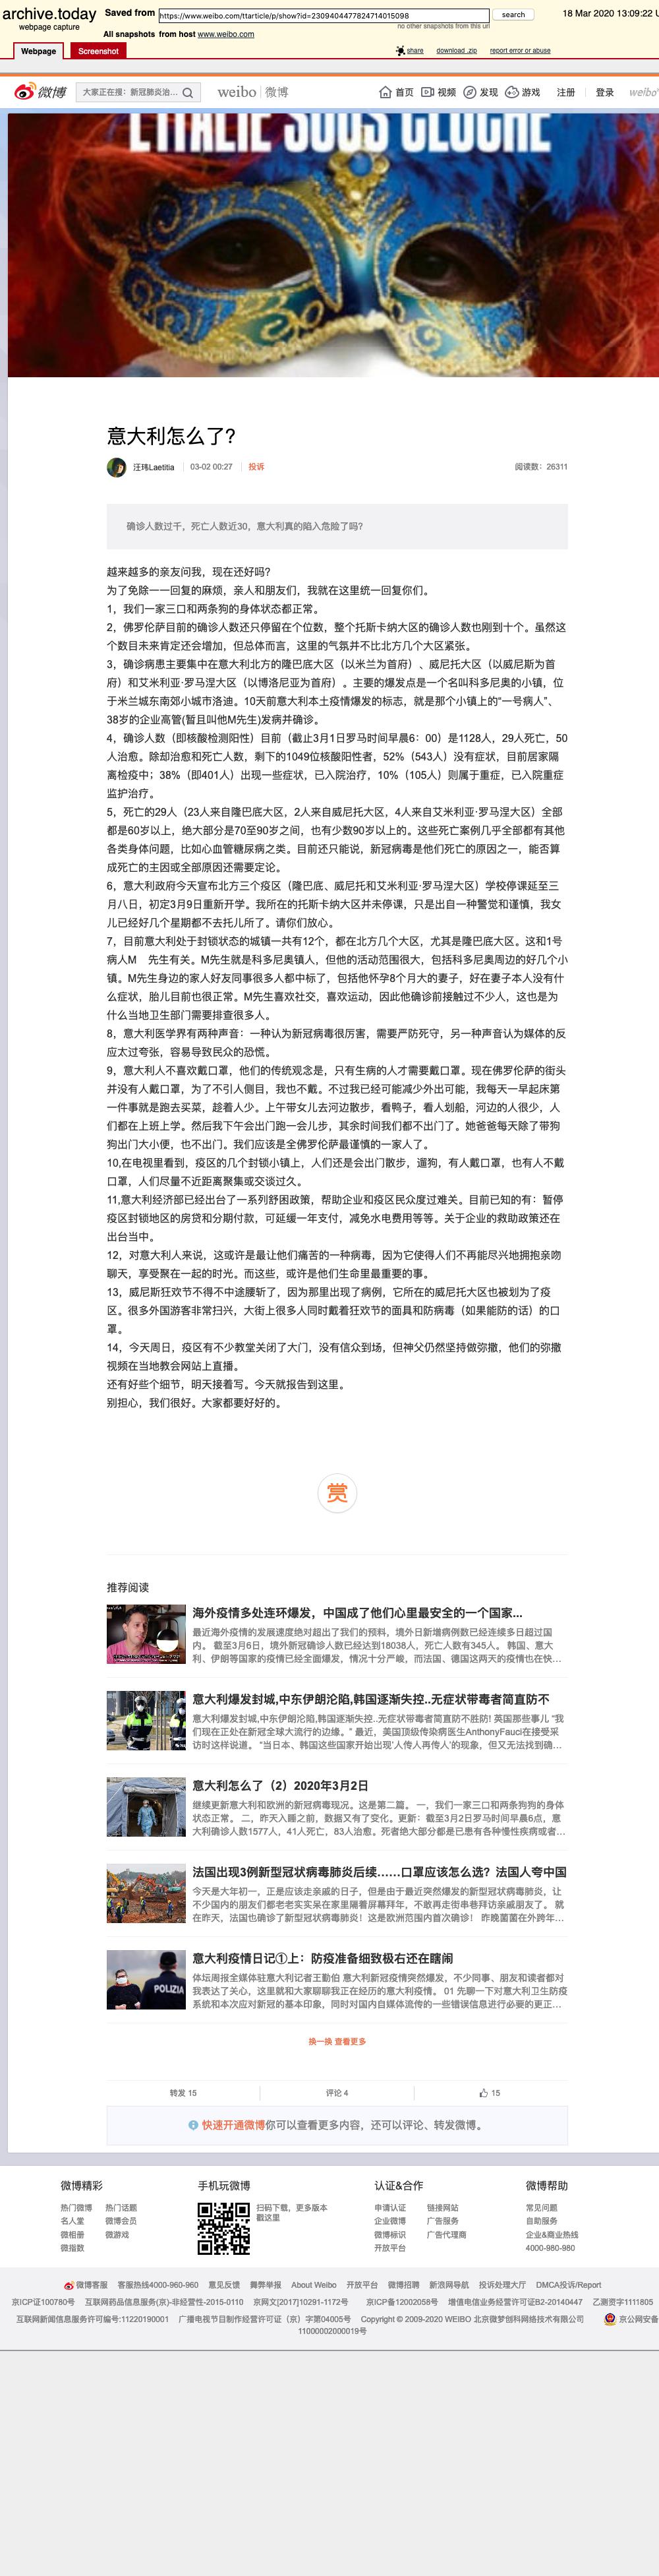 archive.today
webpage capture
Saved from
https://www.weibo.com/ttarticle/p/show?id=2309404477824714015098
search
18 Mar 2020 13:09:22 U
no other snapshots from this url
All snapshots from host www.weibo.com
Webpage
Screenshot
share
download .zip
report error or abuse
微博
大家正在搜：新冠肺炎治...
weibo | 微博
首页
视频
发现
游戏
注册
登录
weibo
L'ITALIE SOUS CLOCHE
意大利怎么了?
汪玮Laetitia
03-02 00:27
投诉
阅读数：26311
确诊人数过千，死亡人数近30，意大利真的陷入危险了吗?
越来越多的亲友问我，现在还好吗?
为了免除一一回复的麻烦，亲人和朋友们，我就在这里统一回复你们。
1，我们一家三口和两条狗的身体状态都正常。
2，佛罗伦萨目前的确诊人数还只停留在个位数，整个托斯卡纳大区的确诊人数也刚到十个。虽然这
个数目未来肯定还会增加，但总体而言，这里的气氛并不比北方几个大区紧张。
3，确诊病患主要集中在意大利北方的隆巴底大区（以米兰为首府）、威尼托大区（以威尼斯为首
府）和艾米利亚·罗马涅大区（以博洛尼亚为首府）。主要的爆发点是一个名叫科多尼奥的小镇，位
于米兰城东南郊小城市洛迪。10天前意大利本土疫情爆发的标志，就是那个小镇上的“一号病人”、
38岁的企业高管(暂且叫他M先生)发病并确诊。
4，确诊人数（即核酸检测阳性）目前（截止3月1日罗马时间早晨6：00）是1128人，29人死亡，50
人治愈。除却治愈和死亡人数，剩下的1049位核酸阳性者，52%（543人）没有症状，目前居家隔
离检疫中；38%（即401人）出现一些症状，已入院治疗，10%（105人）则属于重症，已入院重症
监护治疗。
5，死亡的29人（23人来自隆巴底大区，2人来自威尼托大区，4人来自艾米利亚·罗马涅大区）全部
都是60岁以上，绝大部分是70至90岁之间，也有少数90岁以上的。这些死亡案例几乎全部都有其他
各类身体问题，比如心血管糖尿病之类。目前还只能说，新冠病毒是他们死亡的原因之一，能否算
成死亡的主因或全部原因还需要定论。
6，意大利政府今天宣布北方三个疫区（隆巴底、威尼托和艾米利亚·罗马涅大区）学校停课延至三
月八日，初定3月9日重新开学。我所在的托斯卡纳大区并未停课，只是出自一种警觉和谨慎，我女
儿已经好几个星期都不去托儿所了。请你们放心。
7，目前意大利处于封锁状态的城镇一共有12个，都在北方几个大区，尤其是隆巴底大区。这和1号
病人M　先生有关。M先生就是科多尼奥镇人，但他的活动范围很大，包括科多尼奥周边的好几个小
镇。M先生身边的家人好友同事很多人都中标了，包括他怀孕8个月大的妻子，好在妻子本人没有什
么症状，胎儿目前也很正常。M先生喜欢社交，喜欢运动，因此他确诊前接触过不少人，这也是为
什么当地卫生部门需要排查很多人。
8，意大利医学界有两种声音：一种认为新冠病毒很厉害，需要严防死守，另一种声音认为媒体的反
应太过夸张，容易导致民众的恐慌。
9，意大利人不喜欢戴口罩，他们的传统观念是，只有生病的人才需要戴口罩。现在佛罗伦萨的街头
并没有人戴口罩，为了不引人侧目，我也不戴。不过我已经可能减少外出可能，我每天一早起床第
一件事就是跑去买菜，趁着人少。上午带女儿去河边散步，看鸭子，看人划船，河边的人很少，人
们都在上班上学。然后我下午会出门跑一会儿步，其余时间我们都不出门了。她爸爸每天除了带狗
狗出门大小便，也不出门。我们应该是全佛罗伦萨最谨慎的一家人了。
10,在电视里看到，疫区的几个封锁小镇上，人们还是会出门散步，遛狗，有人戴口罩，也有人不戴
口罩，人们尽量不近距离聚集或交谈过久。
11,意大利经济部已经出台了一系列舒困政策，帮助企业和疫区民众度过难关。目前已知的有：暂停
疫区封锁地区的房贷和分期付款，可延缓一年支付，减免水电费用等等。关于企业的救助政策还在
出台当中。
12，对意大利人来说，这或许是最让他们痛苦的一种病毒，因为它使得人们不再能尽兴地拥抱亲吻
聊天，享受聚在一起的时光。而这些，或许是他们生命里最重要的事。
13，威尼斯狂欢节不得不中途腰斩了，因为那里出现了病例，它所在的威尼托大区也被划为了疫
区。很多外国游客非常扫兴，大街上很多人同时戴着狂欢节的面具和防病毒（如果能防的话）的口
罩。
14，今天周日，疫区有不少教堂关闭了大门，没有信众到场，但神父仍然坚持做弥撒，他们的弥撒
视频在当地教会网站上直播。
还有好些个细节，明天接着写。今天就报告到这里。
别担心，我们很好。大家都要好好的。
赏
推荐阅读
海外疫情多处连环爆发，中国成了他们心里最安全的一个国家...
最近海外疫情的发展速度绝对超出了我们的预料，境外日新增病例数已经连续多日超过国
内。 截至3月6日，境外新冠确诊人数已经达到18038人，死亡人数有345人。 韩国、意大
利、伊朗等国家的疫情已经全面爆发，情况十分严峻，而法国、德国这两天的疫情也在快...
意大利爆发封城,中东伊朗沦陷,韩国逐渐失控..无症状带毒者简直防不
意大利爆发封城,中东伊朗沦陷,韩国逐渐失控..无症状带毒者简直防不胜防! 英国那些事儿 “我
们现在正处在新冠全球大流行的边缘。” 最近，美国顶级传染病医生AnthonyFauci在接受采
访时这样说道。 “当日本、韩国这些国家开始出现‘人传人再传人’的现象，但又无法找到确...
意大利怎么了（2）2020年3月2日
继续更新意大利和欧洲的新冠病毒现况。这是第二篇。 一，我们一家三口和两条狗狗的身体
状态正常。 二，昨天入睡之前，数据又有了变化。更新：截至3月2日罗马时间早晨6点，意
大利确诊人数1577人，41人死亡，83人治愈。死者绝大部分都是已患有各种慢性疾病或者...
法国出现3例新型冠状病毒肺炎后续……口罩应该怎么选？法国人夸中国
今天是大年初一，正是应该走亲戚的日子，但是由于最近突然爆发的新型冠状病毒肺炎，让
不少国内的朋友们都老老实实呆在家里隔着屏幕拜年，不敢再走街串巷拜访亲戚朋友了。 就
在昨天，法国也确诊了新型冠状病毒肺炎！这是欧洲范围内首次确诊！ 昨晚菌菌在外跨年...
POLIZIA
意大利疫情日记①上：防疫准备细致极右还在瞎闹
体坛周报全媒体驻意大利记者王勤伯 意大利新冠疫情突然爆发，不少同事、朋友和读者都对
我表达了关心，这里就和大家聊聊我正在经历的意大利疫情。 01 先聊一下对意大利卫生防疫
系统和本次应对新冠的基本印象，同时对国内自媒体流传的一些错误信息进行必要的更正...
换一换 查看更多
转发 15
评论 4
15
快速开通微博你可以查看更多内容，还可以评论、转发微博。
微博精彩
手机玩微博
认证&合作
微博帮助
热门微博 热门话题
名人堂 微博会员
微相册 微游戏
微指数
扫码下载，更多版本
戳这里
申请认证 链接网站
企业微博 广告服务
微博标识 广告代理商
开放平台
常见问题
自助服务
企业&商业热线
4000-980-980
微博客服 客服热线4000-960-960 意见反馈 舞弊举报 About Weibo 开放平台 微博招聘 新浪网导航 投诉处理大厅 DMCA投诉/Report
京ICP证100780号 互联网药品信息服务(京)-非经营性-2015-0110 京网文[2017]10291-1172号 京ICP备12002058号 增值电信业务经营许可证B2-20140447 乙测资字1111805
互联网新闻信息服务许可编号:11220190001 广播电视节目制作经营许可证（京）字第04005号 Copyright © 2009-2020 WEIBO 北京微梦创科网络技术有限公司 京公网安备
11000002000019号